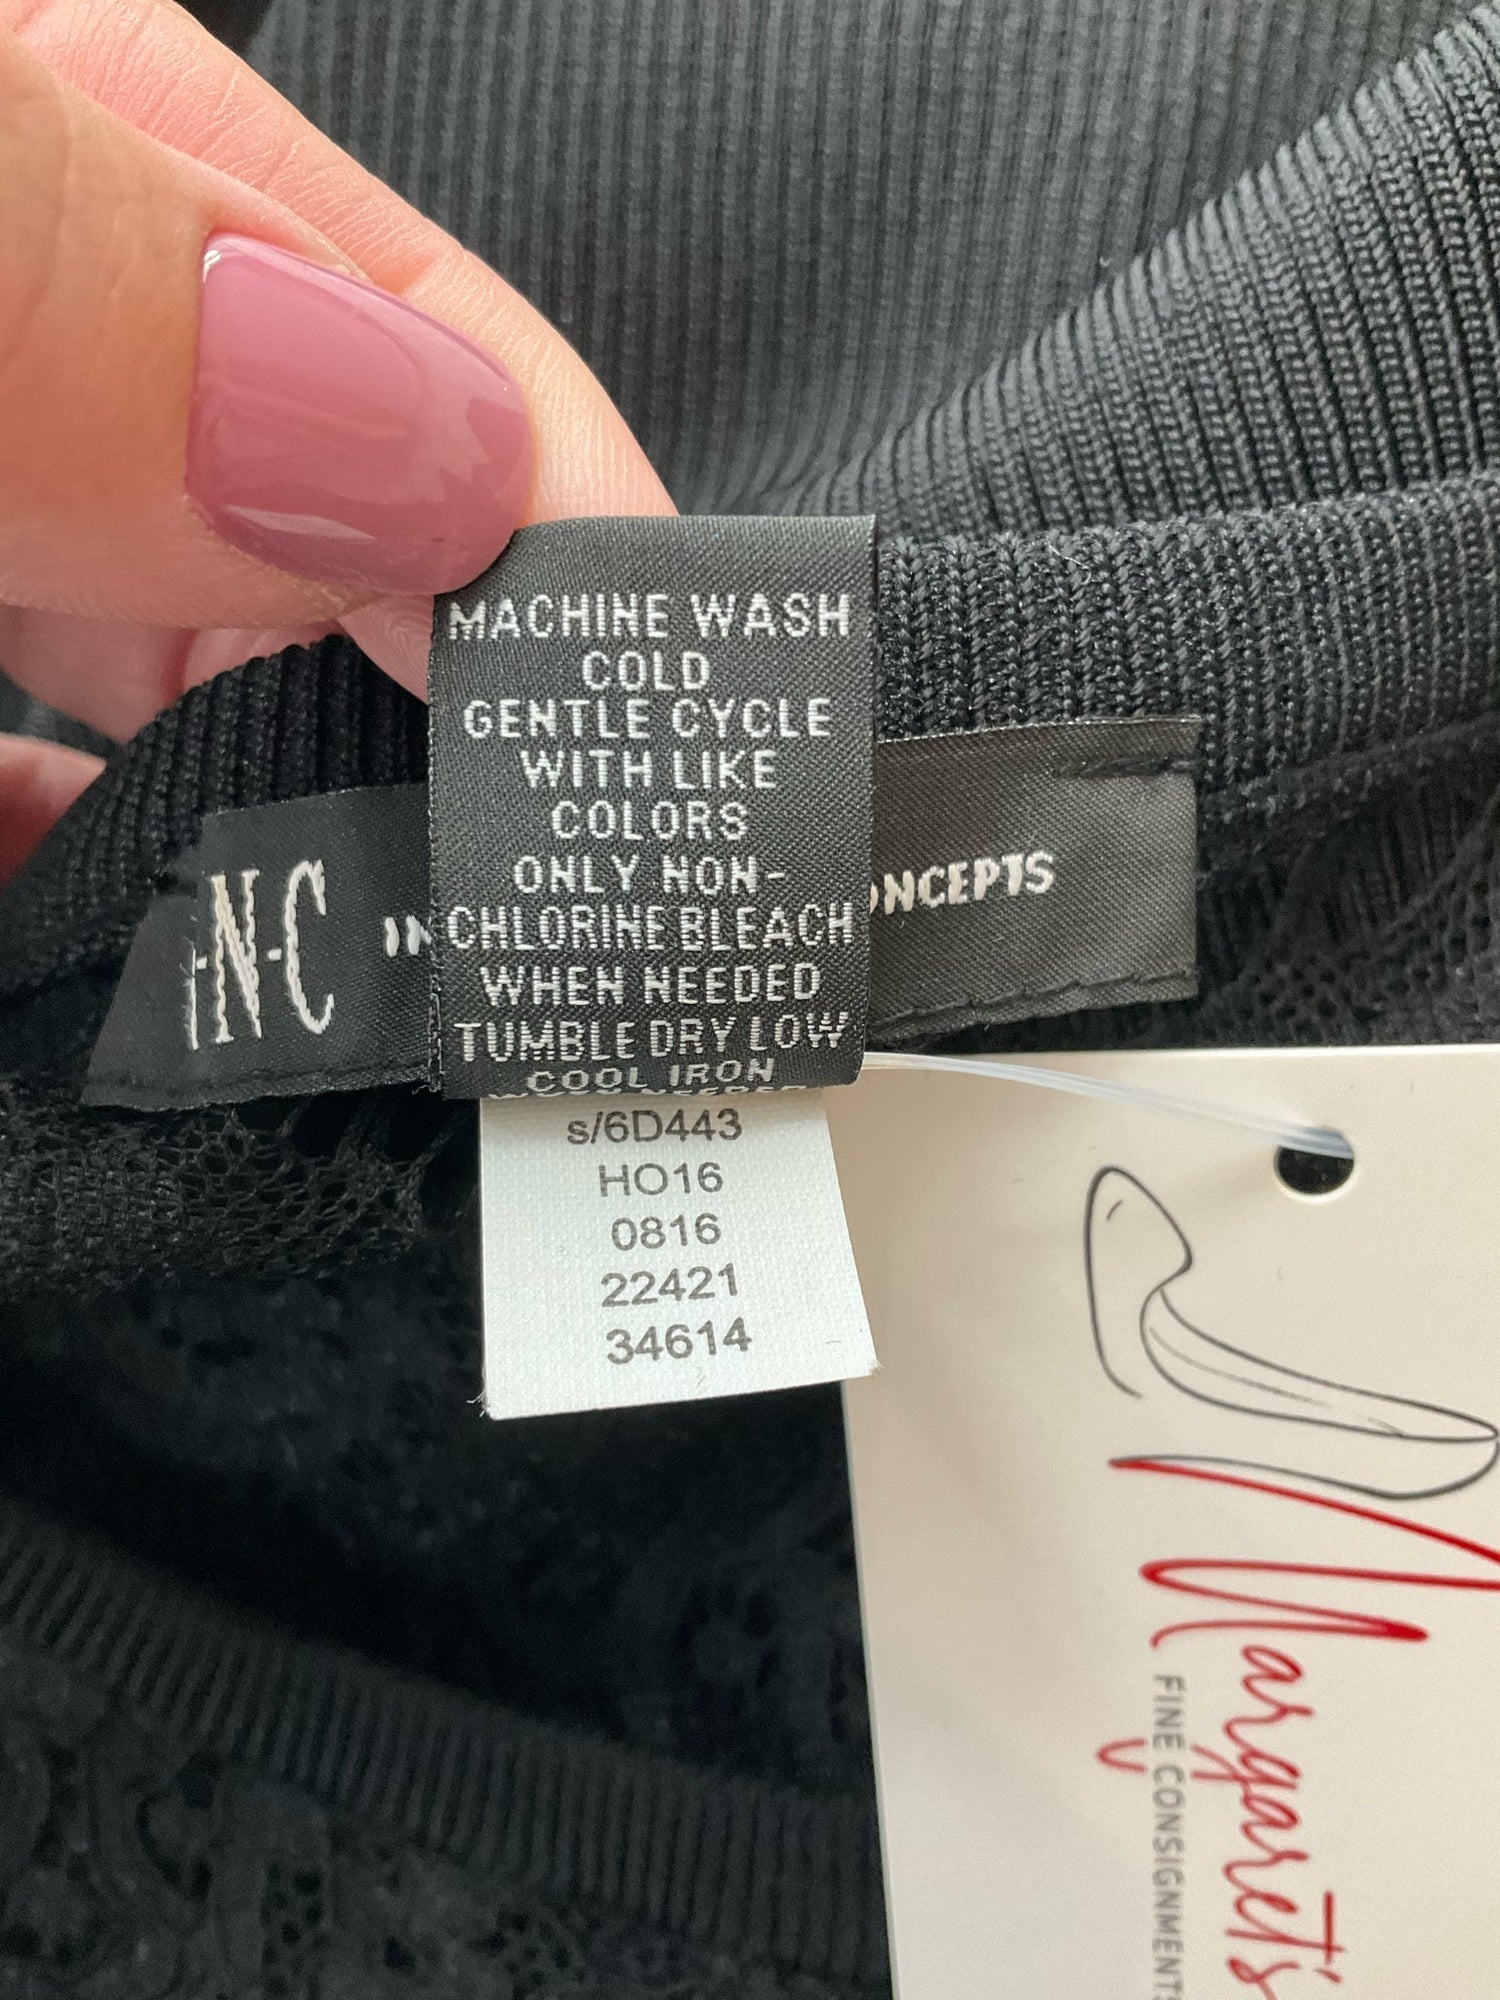 MACHINE WASH
COLD
GENTLE CYCLE
WITH LIKE
COLORS
ONLY NON-
CHLORINE BLEACH
WHEN NEEDED
TUMBLE DRY LOW
COOL IRON
I·N·C
ONCEPTS
s/6D443
HO16
0816
22421
34614
Margaret's
FINE CONSIGNMENTS